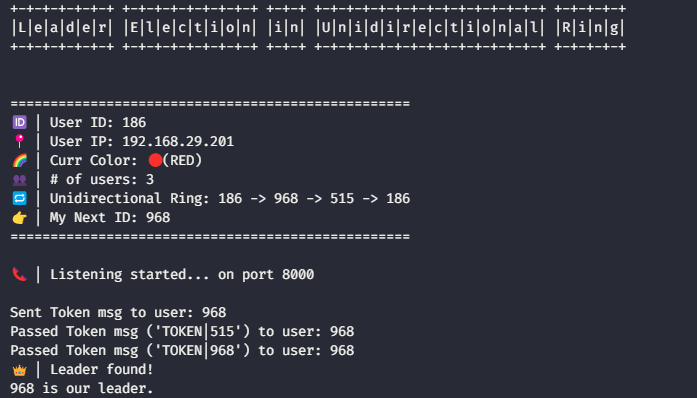 +-+-+-+-+-+-+ +-+-+-+-+-+-+-+-+ +-+-+ +-+-+-+-+-+-+-+-+-+-+-+-+-+-+ +-+-+-+-+
|L|e|a|d|e|r| |E|l|e|c|t|i|o|n| |i|n| |U|n|i|d|i|r|e|c|t|i|o|n|a|l| |R|i|n|g|
+-+-+-+-+-+-+ +-+-+-+-+-+-+-+-+ +-+-+ +-+-+-+-+-+-+-+-+-+-+-+-+-+-+ +-+-+-+-+
==================================================
🆔 | User ID: 186
📍 | User IP: 192.168.29.201
🌈 | Curr Color: 🔴(RED)
👥 | # of users: 3
🔁 | Unidirectional Ring: 186 -> 968 -> 515 -> 186
👉 | My Next ID: 968
==================================================
📞 | Listening started... on port 8000
Sent Token msg to user: 968
Passed Token msg ('TOKEN|515') to user: 968
Passed Token msg ('TOKEN|968') to user: 968
👑 | Leader found!
968 is our leader.